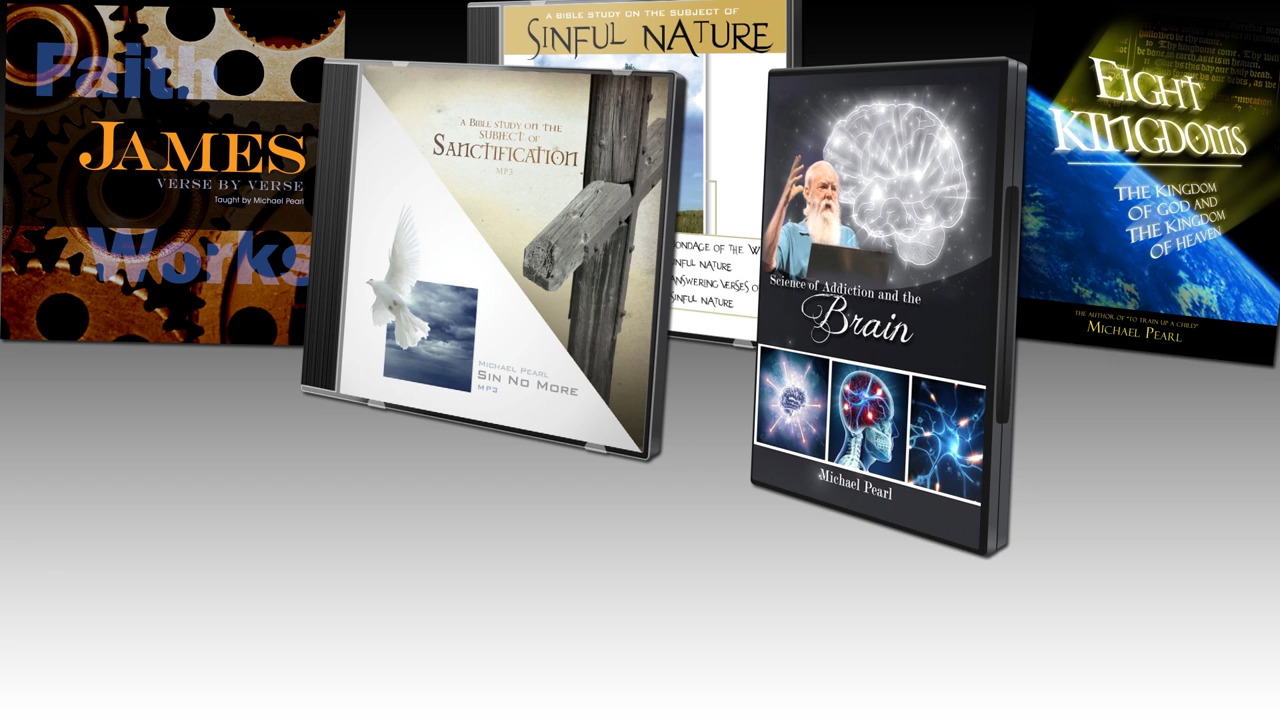 Faith
JAMES
VERSE BY VERSE
Taught by Michael Pearl
Works
A BIBLE STUDY ON THE
SUBJECT OF
SANCTIFICATION
MP3
MICHAEL PEARL
SIN NO MORE
MP3
A BIBLE STUDY ON THE SUBJECT OF
SINFUL NATURE
OF THE
NATURE
VERSES
SINFUL NATURE
Science of Addiction and the
Brain
Michael Pearl
EIGHT
KINGDOMS
THE KINGDOM
OF GOD AND
THE KINGDOM
OF HEAVEN
THE AUTHOR OF "TO TRAIN UP A CHILD"
MICHAEL PEARL